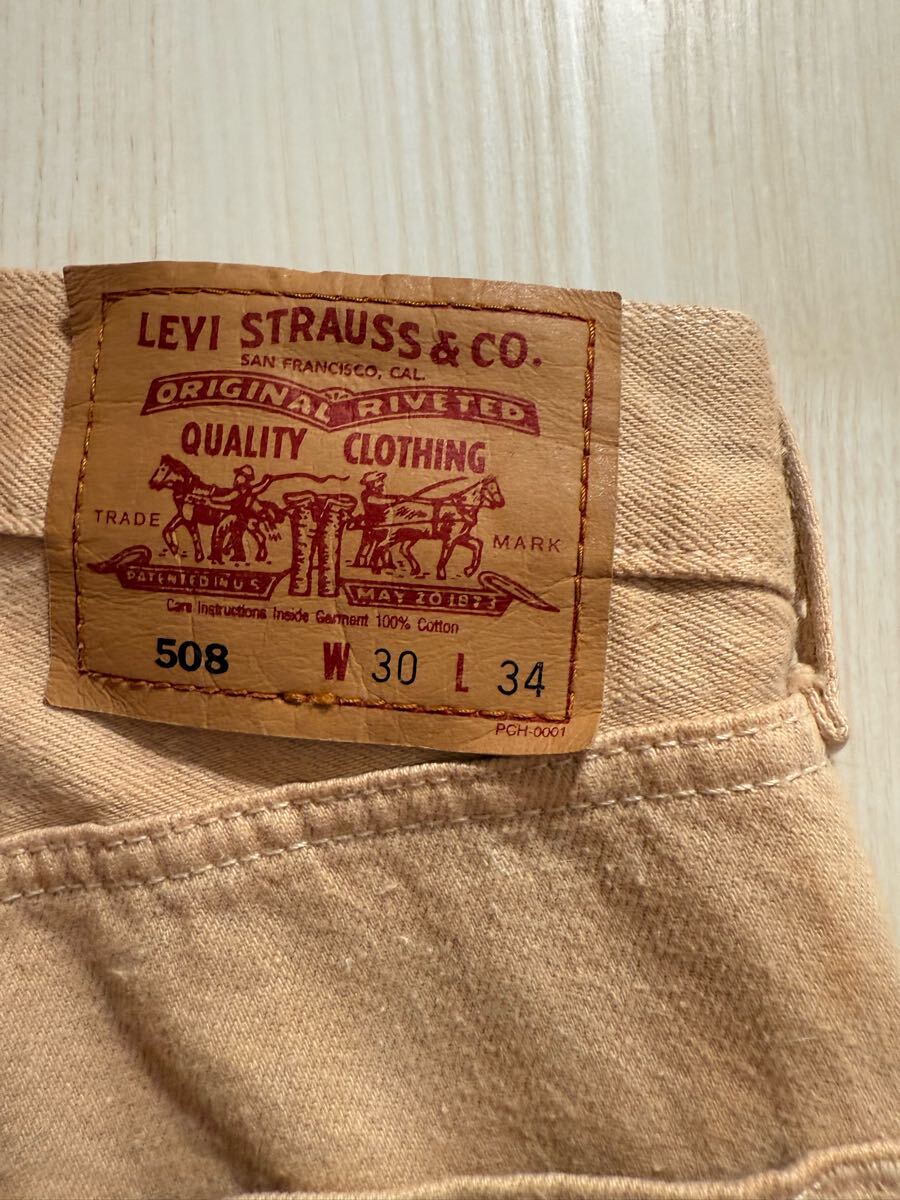 LEVI STRAUSS & CO.
SAN FRANCISCO, CAL.
ORIGINAL RIVETED
QUALITY CLOTHING
TRADE MARK
PATENTED IN U S MAY 20 1873
Care Instructions Inside Garment 100% Cotton
508 W 30 L 34
PCH-0001